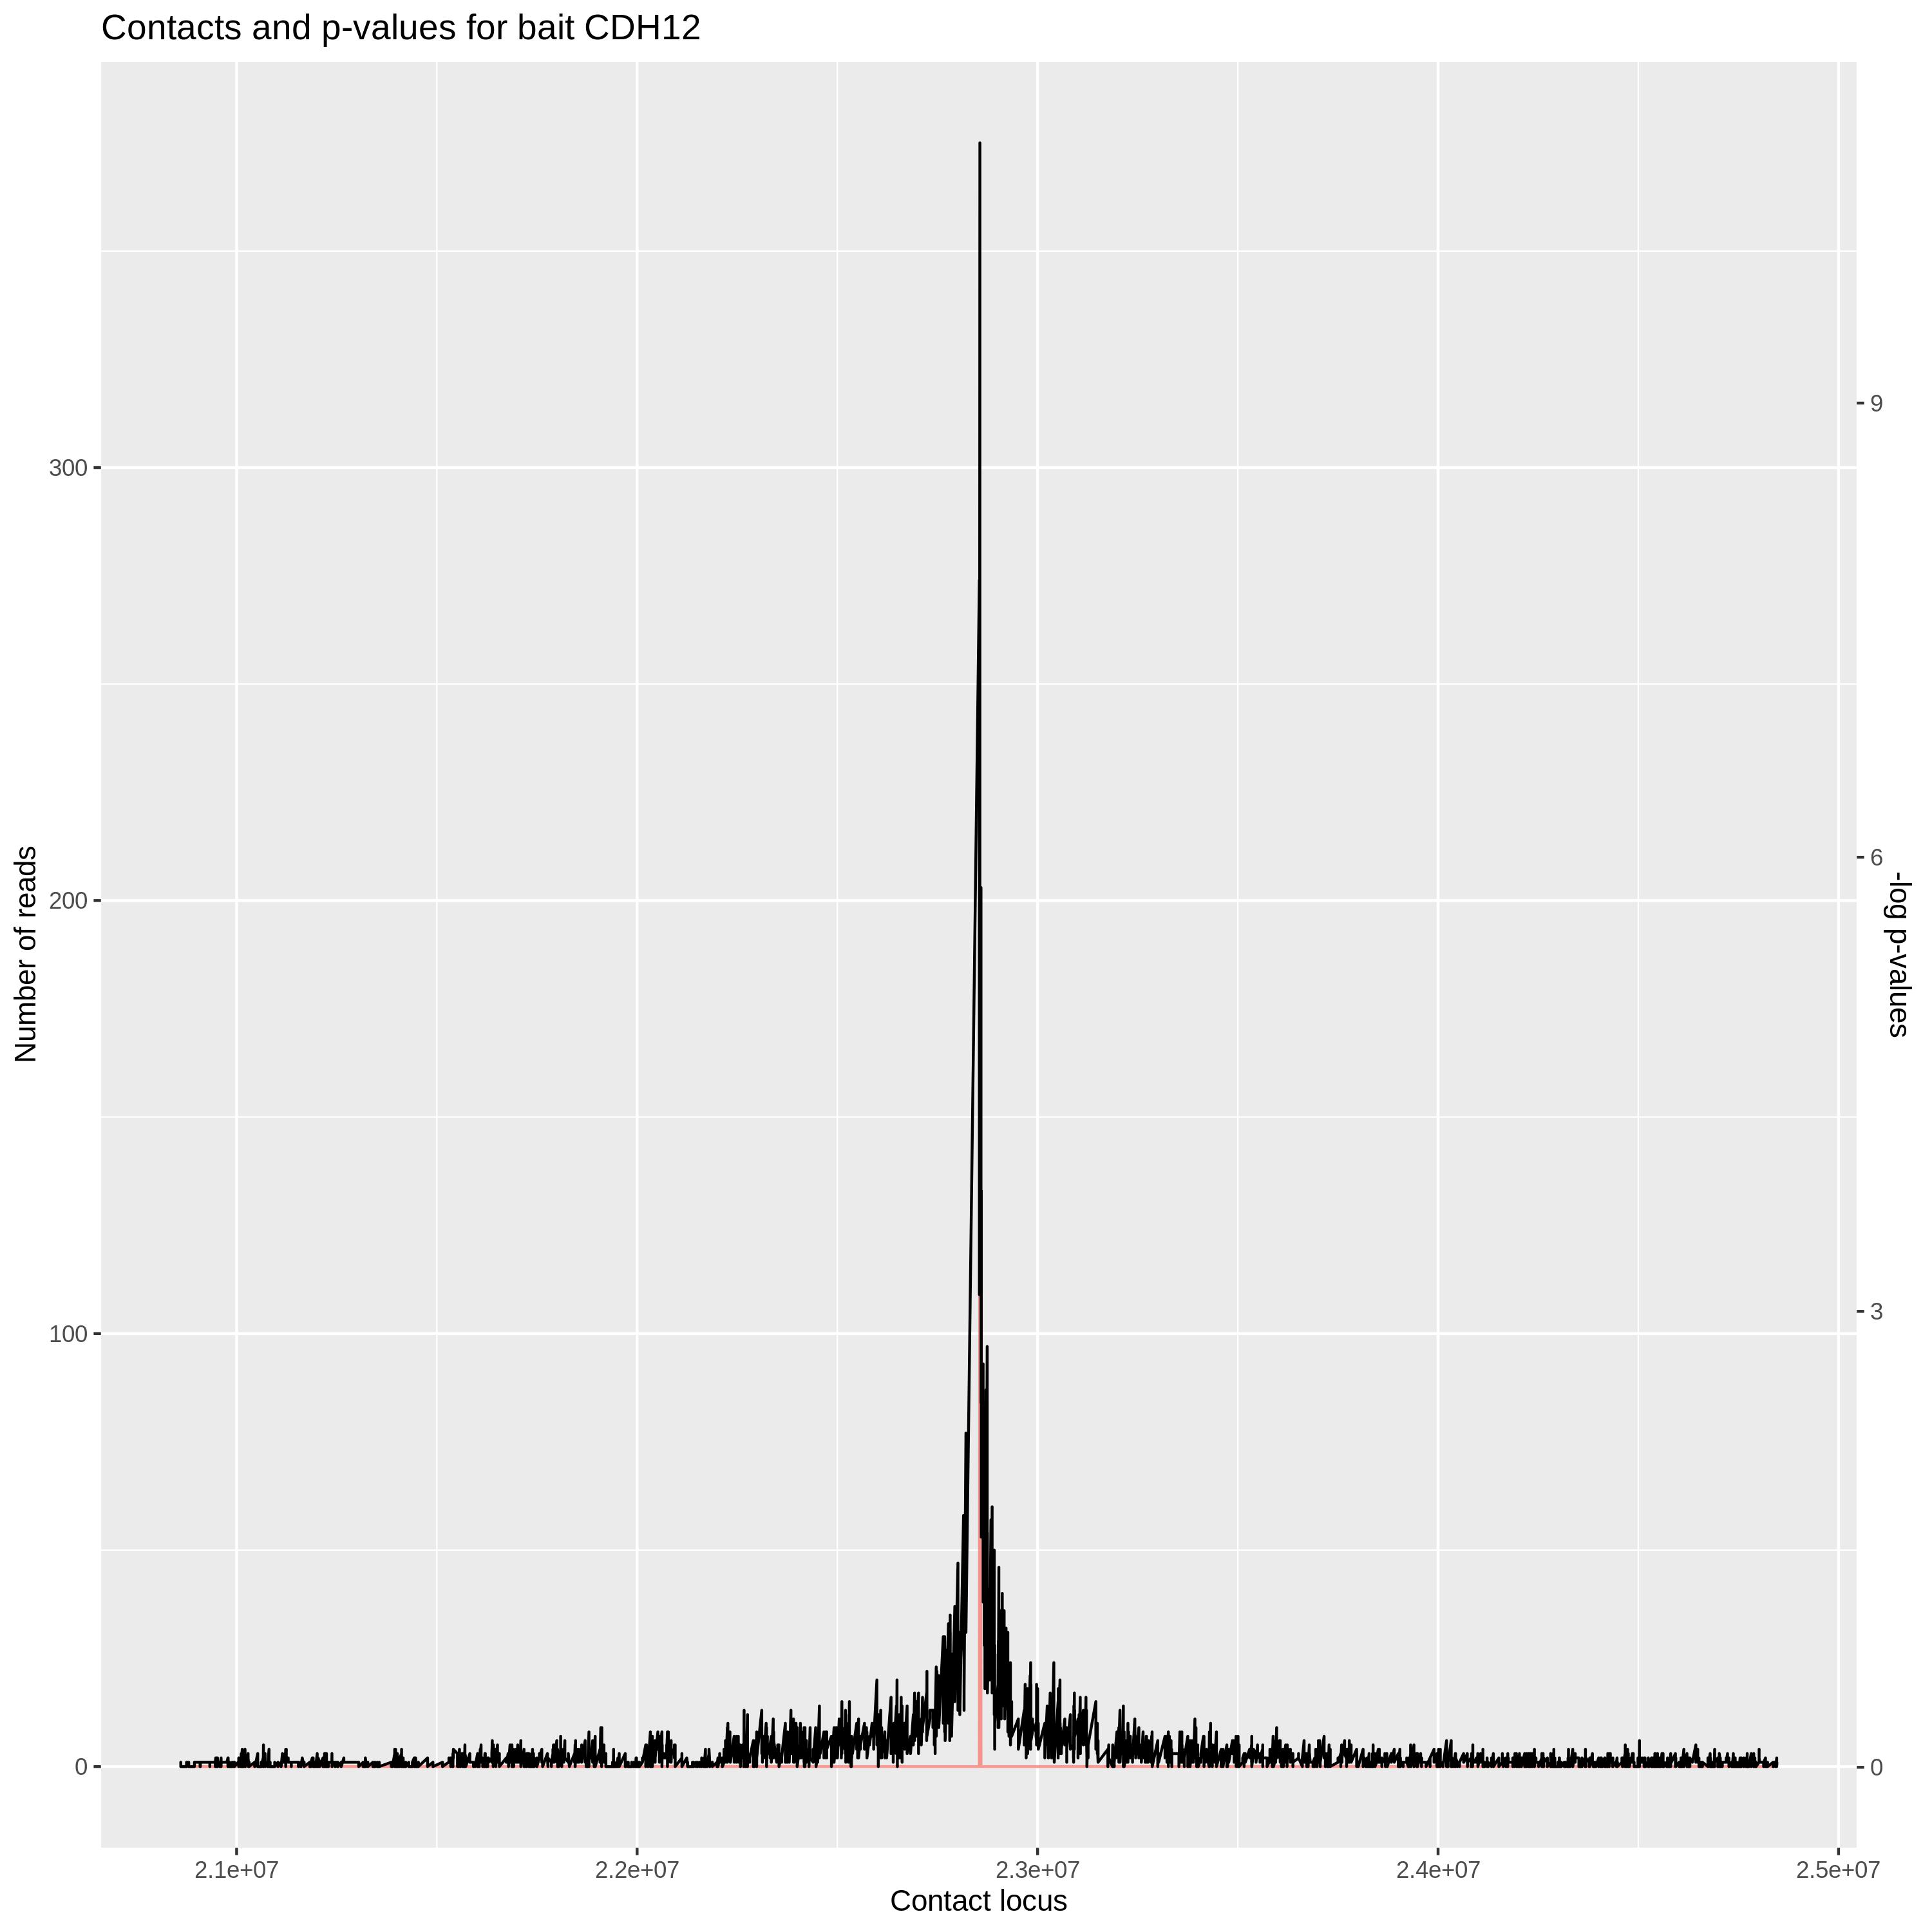 Contacts and p-values for bait CDH12
Number of reads
300
200
100
0
9
6
3
0
-log p-values
2.1e+07
2.2e+07
2.3e+07
2.4e+07
2.5e+07
Contact locus